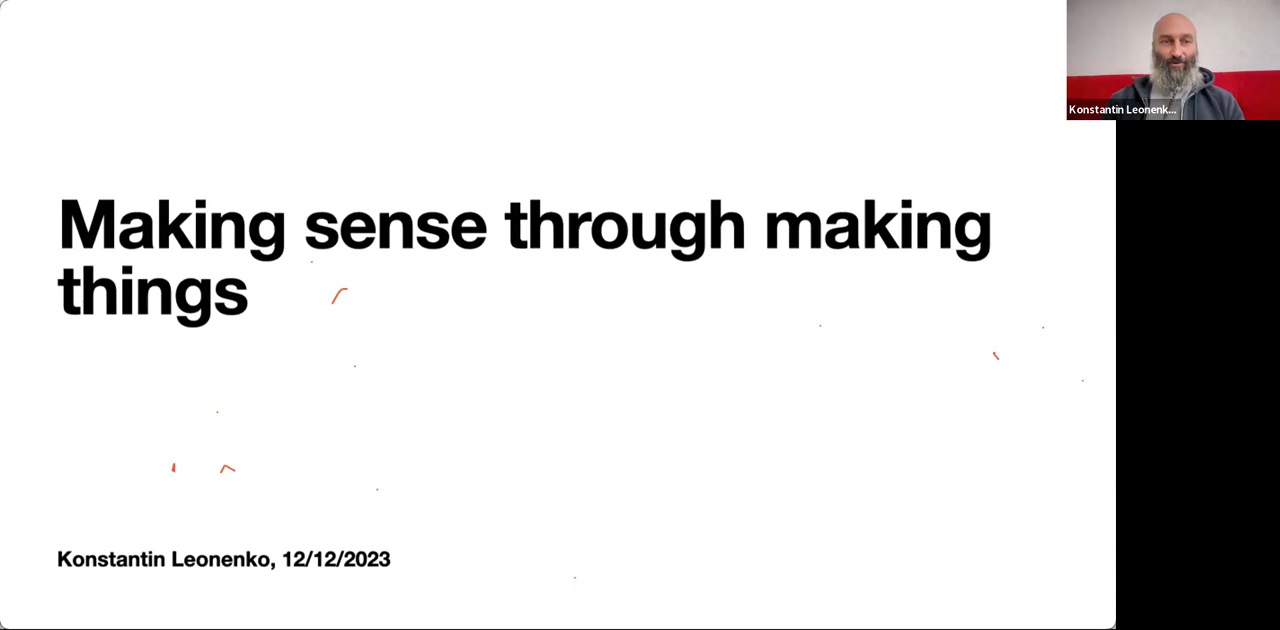 Making sense through making
things
Konstantin Leonenko, 12/12/2023
Konstantin Leonenk...